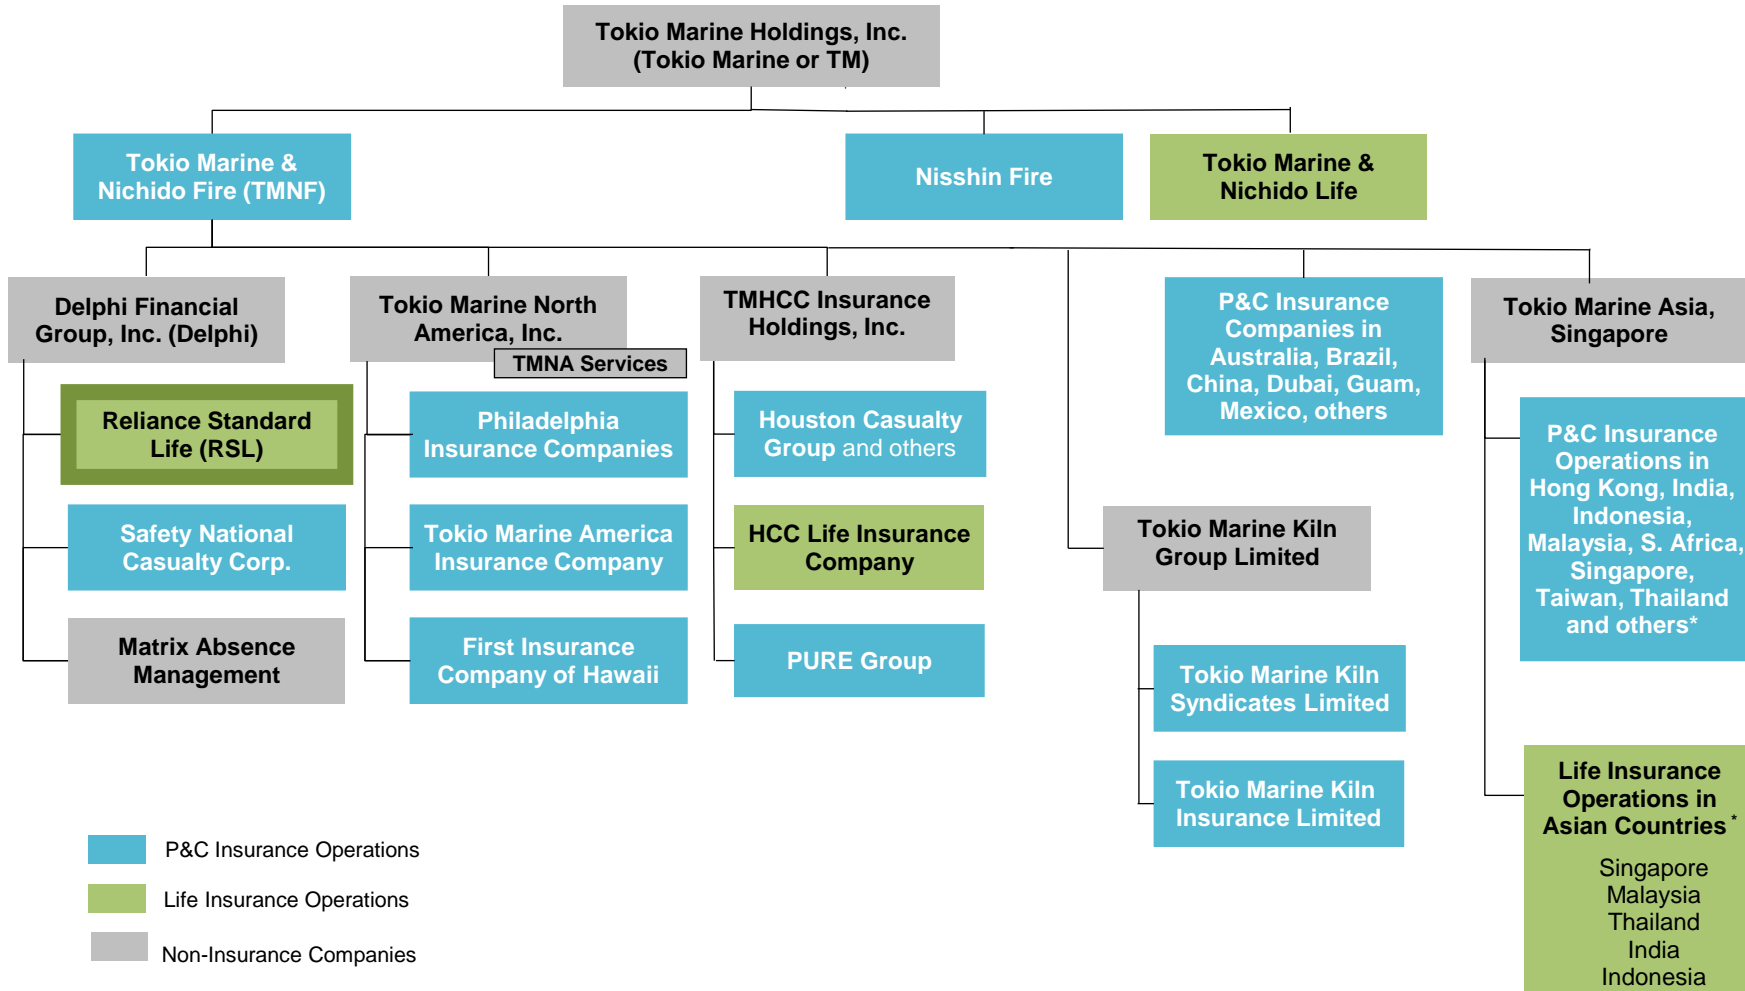 Tokio Marine Holdings, Inc.
(Tokio Marine or TM)
Tokio Marine &
Nichido Fire (TMNF)
Nisshin Fire
Tokio Marine &
Nichido Life
Delphi Financial
Group, Inc. (Delphi)
Tokio Marine North
America, Inc.
TMNA Services
TMHCC Insurance
Holdings, Inc.
P&C Insurance
Companies in
Australia, Brazil,
China, Dubai, Guam,
Mexico, others
Tokio Marine Asia,
Singapore
Reliance Standard
Life (RSL)
Philadelphia
Insurance Companies
Houston Casualty
Group and others
P&C Insurance
Operations in
Hong Kong, India,
Indonesia,
Malaysia, S. Africa,
Singapore,
Taiwan, Thailand
and others*
Safety National
Casualty Corp.
Tokio Marine America
Insurance Company
HCC Life Insurance
Company
Tokio Marine Kiln
Group Limited
Matrix Absence
Management
First Insurance
Company of Hawaii
PURE Group
Tokio Marine Kiln
Syndicates Limited
Tokio Marine Kiln
Insurance Limited
Life Insurance
Operations in
Asian Countries *
Singapore
Malaysia
Thailand
India
Indonesia
P&C Insurance Operations
Life Insurance Operations
Non-Insurance Companies